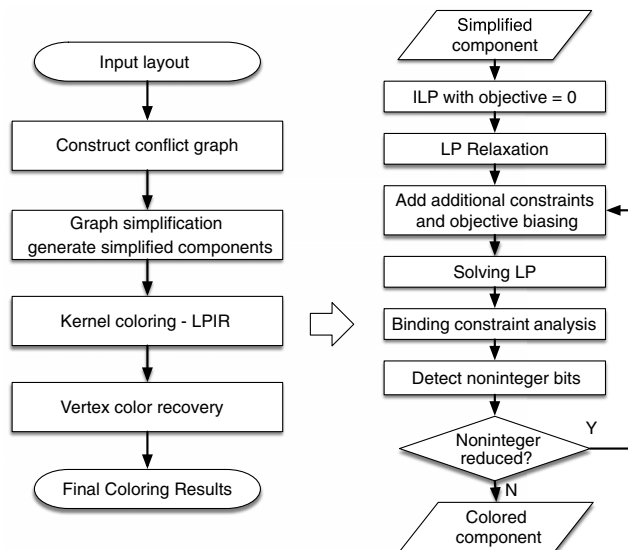 Input layout
Construct conflict graph
Graph simplification
generate simplified components
Kernel coloring - LPIR
Vertex color recovery
Final Coloring Results
Simplified
component
ILP with objective = 0
LP Relaxation
Add additional constraints
and objective biasing
Solving LP
Binding constraint analysis
Detect noninteger bits
Noninteger
reduced?
Y
N
Colored
component